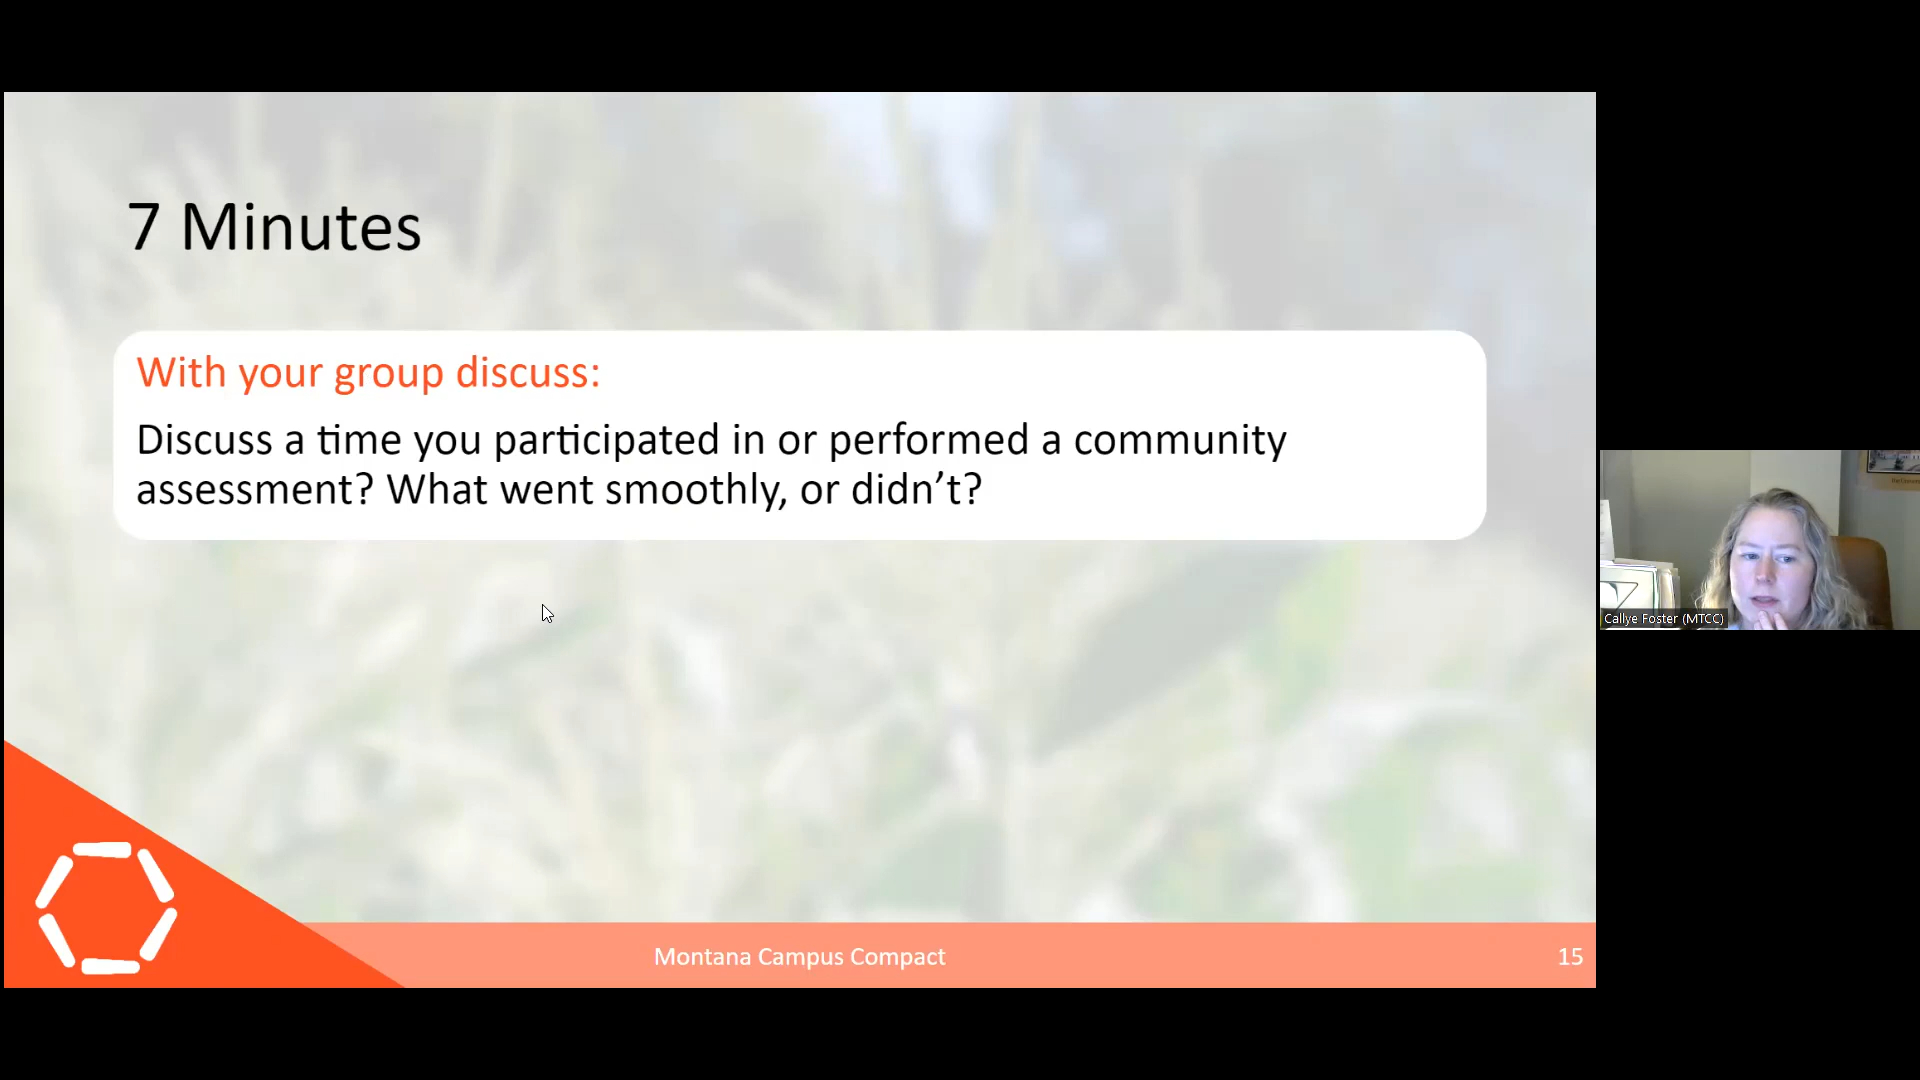 7 Minutes
With your group discuss:
Discuss a time you participated in or performed a community
assessment? What went smoothly, or didn’t?
Callye Foster (MTCC)
Montana Campus Compact
15